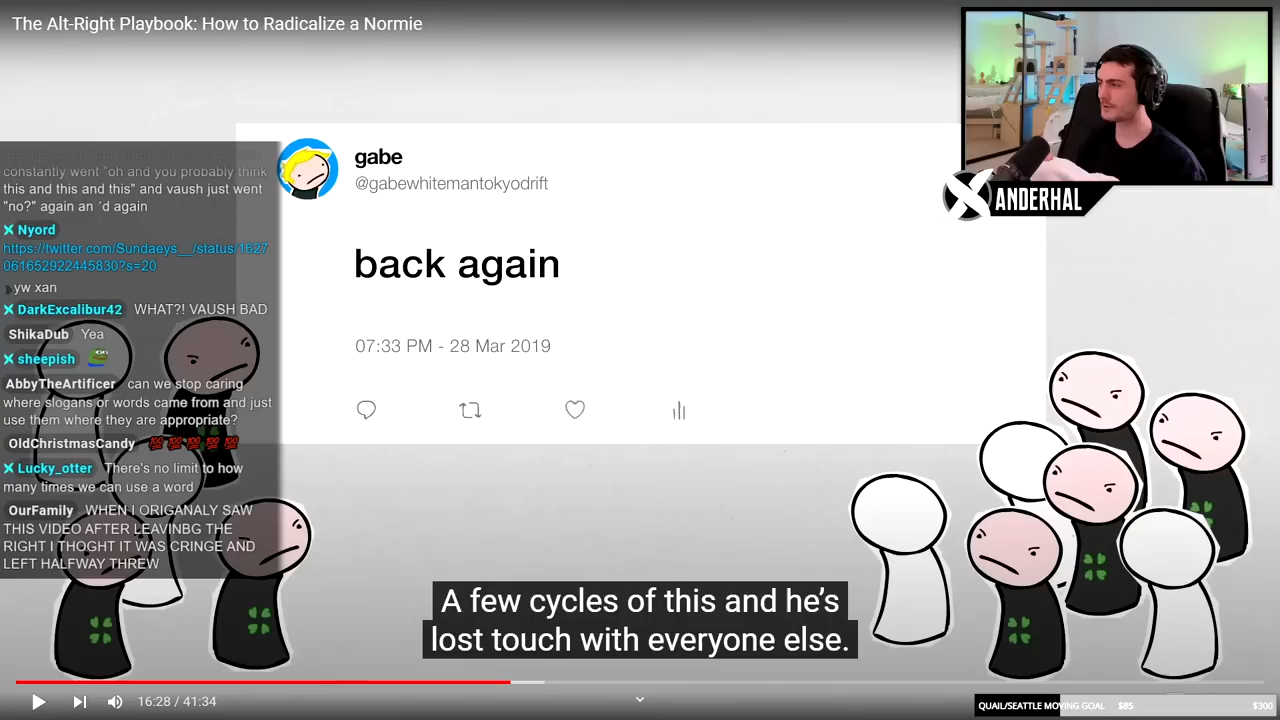 The Alt-Right Playbook: How to Radicalize a Normie
constantly went "oh and you probably think
this and this and this" and vaush just went
"no?" again an ´d again
Nyord
https://twitter.com/Sundaeys__/status/1627
061652922445830?s=20
yw xan
DarkExcalibur42 WHAT?! VAUSH BAD
ShikaDub Yea
sheepish
AbbyTheArtificer can we stop caring
where slogans or words came from and just
use them where they are appropriate?
OldChristmasCandy 💯💯💯💯💯
Lucky_otter There's no limit to how
many times we can use a word
OurFamily WHEN I ORIGANALY SAW
THIS VIDEO AFTER LEAVINBG THE
RIGHT I THOGHT IT WAS CRINGE AND
LEFT HALFWAY THREW
gabe
@gabewhitemantokyodrift
back again
07:33 PM - 28 Mar 2019
XANDERHAL
A few cycles of this and he's
lost touch with everyone else.
16:28 / 41:34
QUAIL/SEATTLE MOVING GOAL $85 $300